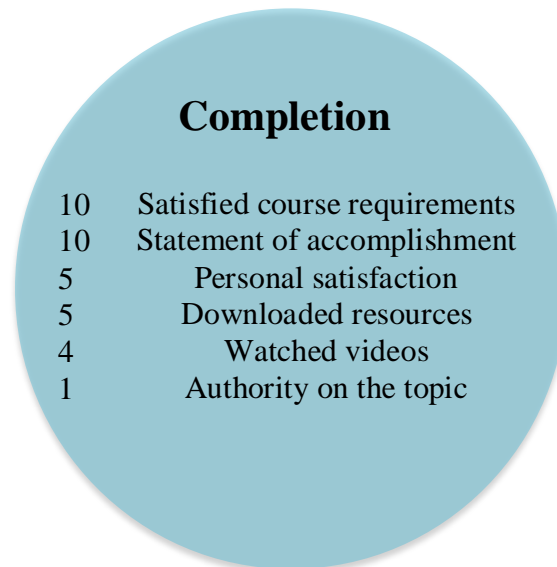 Completion
10 Satisfied course requirements
10 Statement of accomplishment
5 Personal satisfaction
5 Downloaded resources
4 Watched videos
1 Authority on the topic